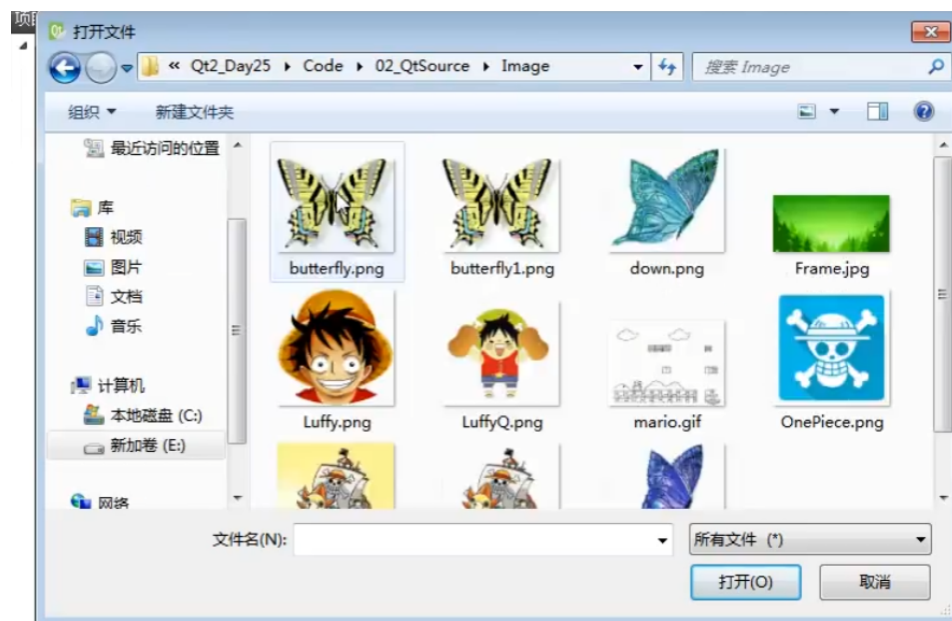 打开文件
« Qt2_Day25 ▸ Code ▸ 02_QtSource ▸ Image
搜索 Image
组织
新建文件夹
最近访问的位置
库
视频
图片
文档
音乐
计算机
本地磁盘 (C:)
新加卷 (E:)
网络
butterfly.png
butterfly1.png
down.png
Frame.jpg
Luffy.png
LuffyQ.png
mario.gif
OnePiece.png
文件名(N):
所有文件 (*)
打开(O)
取消